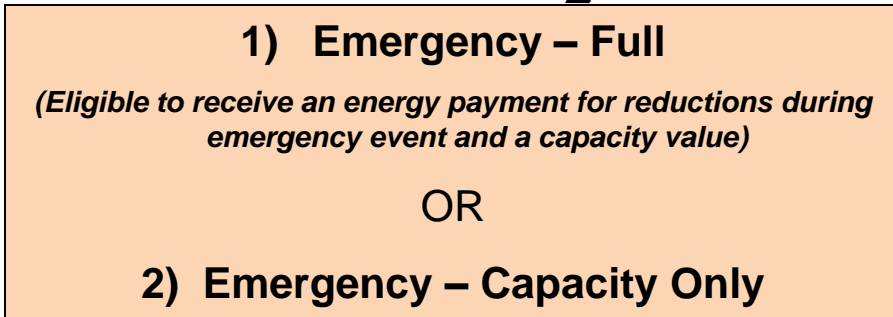 1) Emergency – Full
(Eligible to receive an energy payment for reductions during
emergency event and a capacity value)
OR
2) Emergency – Capacity Only